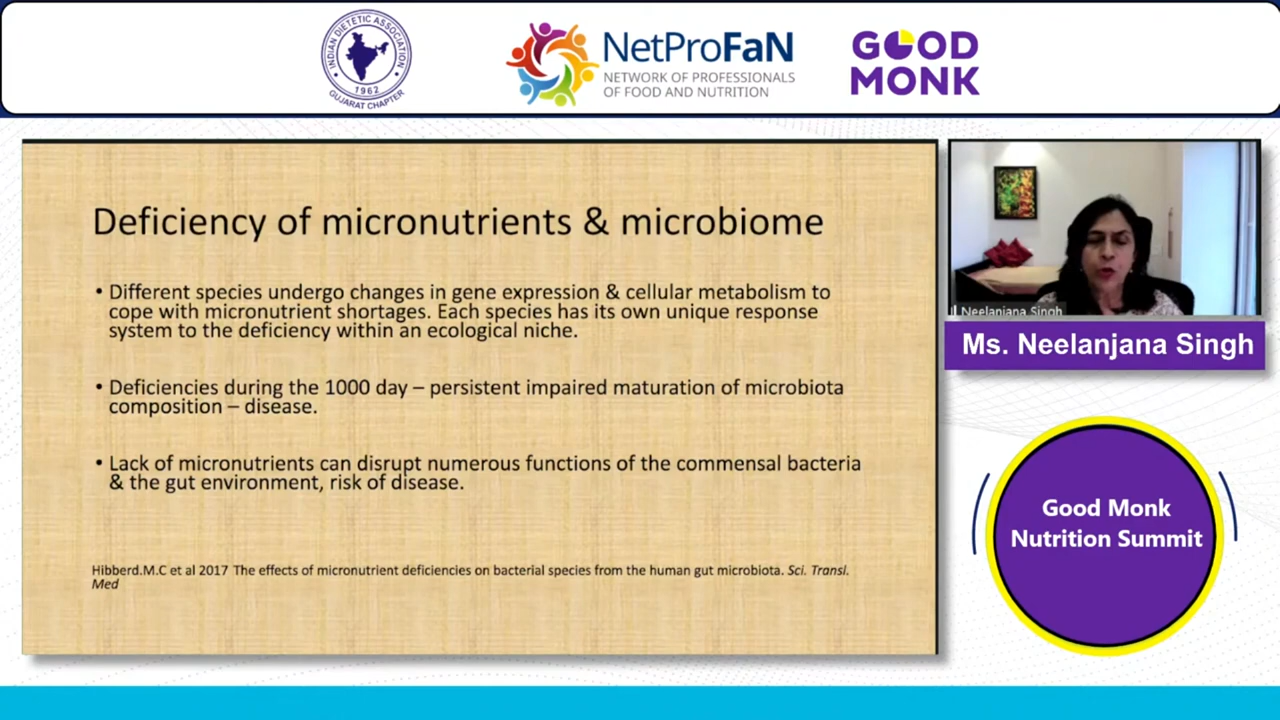 INDIAN DIETETIC ASSOCIATION
1962
GUJARAT CHAPTER
NetProFaN
NETWORK OF PROFESSIONALS
OF FOOD AND NUTRITION
GOOD
MONK
Deficiency of micronutrients & microbiome
• Different species undergo changes in gene expression & cellular metabolism to
cope with micronutrient shortages. Each species has its own unique response
system to the deficiency within an ecological niche.
• Deficiencies during the 1000 day – persistent impaired maturation of microbiota
composition – disease.
• Lack of micronutrients can disrupt numerous functions of the commensal bacteria
& the gut environment, risk of disease.
Hibberd.M.C et al 2017 The effects of micronutrient deficiencies on bacterial species from the human gut microbiota. Sci. Transl.
Med
Neelanjana Singh
Ms. Neelanjana Singh
Good Monk
Nutrition Summit